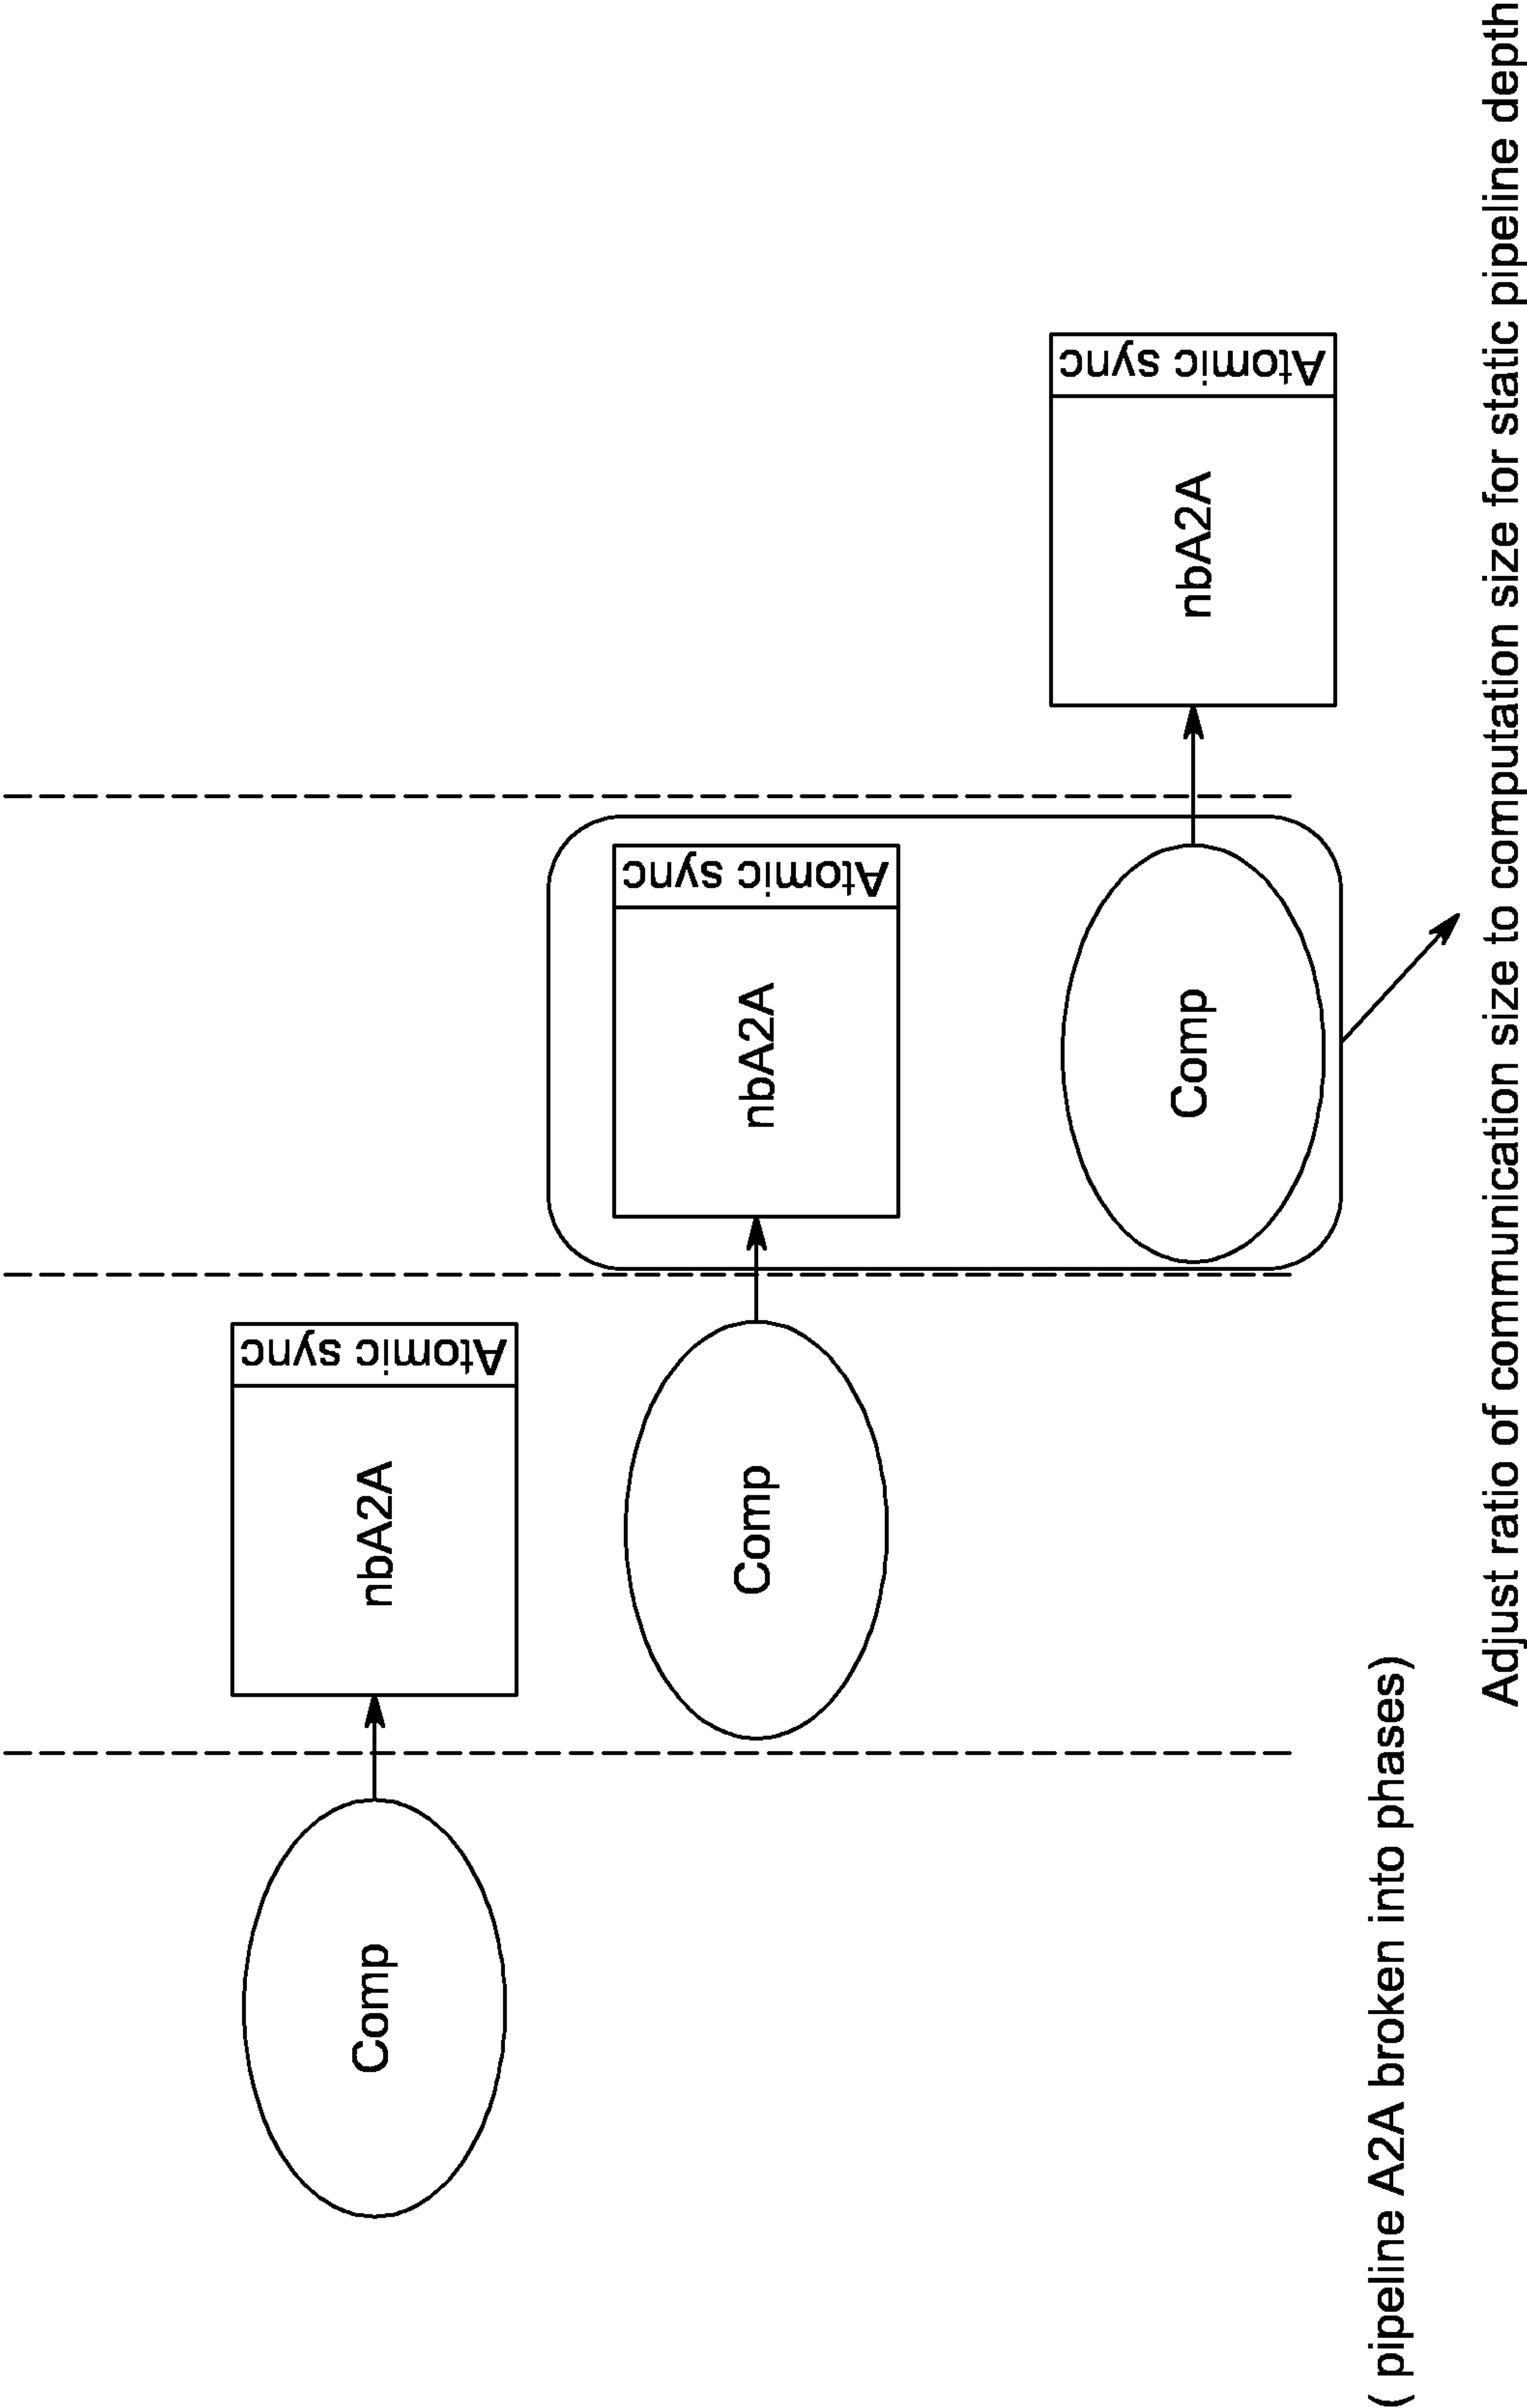 Comp
nbA2A
Atomic sync
Comp
nbA2A
Atomic sync
Comp
nbA2A
Atomic sync
( pipeline A2A broken into phases)
Adjust ratio of communication size to computation size for static pipeline depth